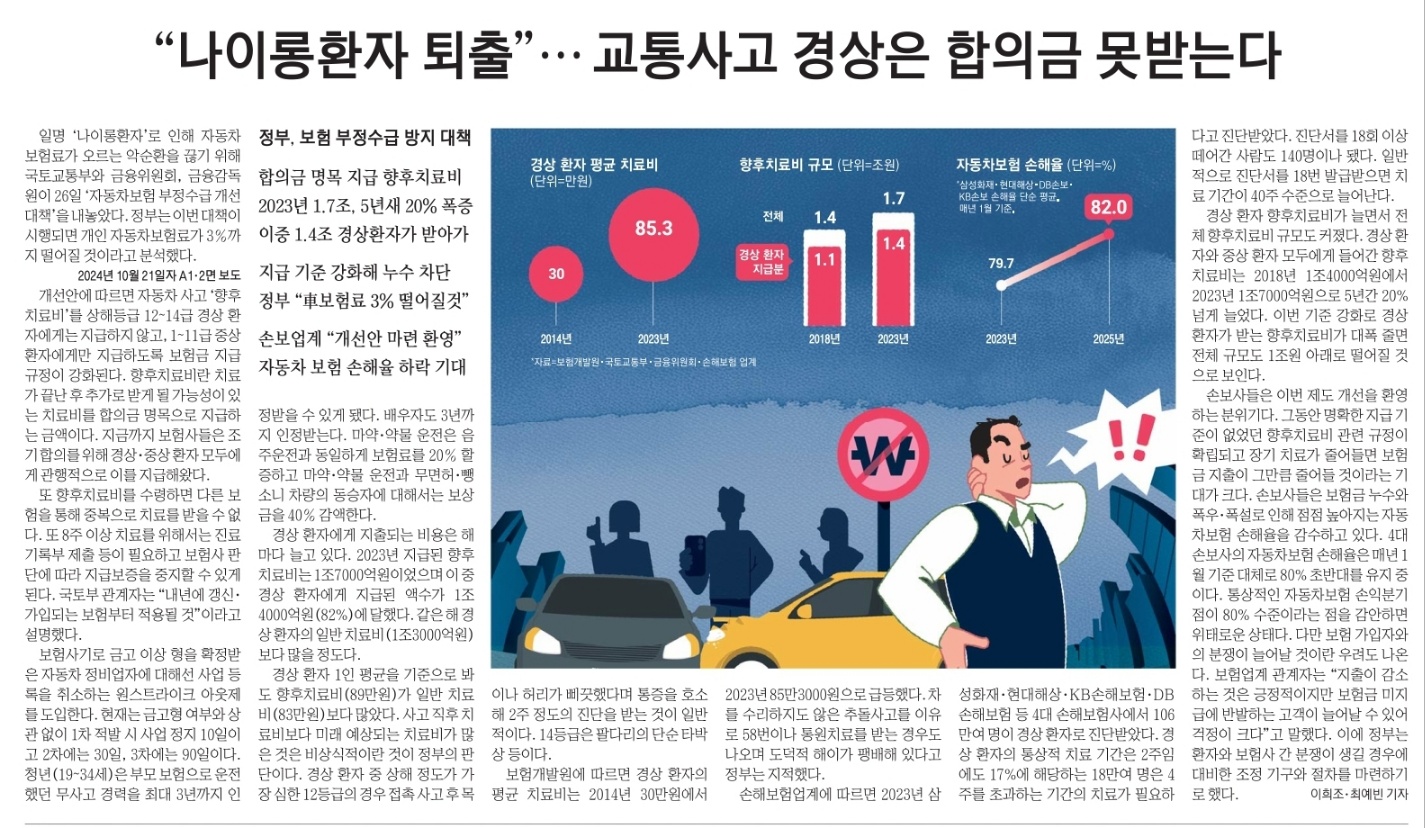 “나이롱환자 퇴출”… 교통사고 경상은 합의금 못받는다
일명 ‘나이롱환자’로 인해 자동차
보험료가 오르는 악순환을 끊기 위해
국토교통부와 금융위원회, 금융감독
원이 26일 ‘자동차보험 부정수급 개선
대책’을 내놓았다. 정부는 이번 대책이
시행되면 개인 자동차보험료가 3%가
지 떨어질 것이라고 분석했다.
2024년 10월 21일자 A1·2면 보도
개선안에 따르면 자동차 사고 ‘향후
치료비’를 상해등급 12~14급 경상 환
자에게는 지급하지 않고, 1~11급 중상
환자에게만 지급하도록 보험금 지급
규정이 강화된다. 향후치료비란 치료
가 끝난 후 추가로 받게 될 가능성이 있
는 치료비를 합의금 명목으로 지급하
는 금액이다. 지금까지 보험사들은 조
기 합의를 위해 경상·중상 환자 모두에
게 관행적으로 이를 지급해왔다.
또 향후치료비를 수령하면 다른 보
험을 통해 중복으로 치료를 받을 수 없
다. 또 8주 이상 치료를 위해서는 진료
기록부 제출 등이 필요하고 보험사 판
단에 따라 지급보증을 중지할 수 있게
된다. 국토부 관계자는 “내년에 갱신·
가입되는 보험부터 적용될 것”이라고
설명했다.
보험사기로 금고 이상 형을 확정받
은 자동차 정비업자에 대해선 사업 등
록을 취소하는 원스트라이크 아웃제
를 도입한다. 현재는 금고형 여부와 상
관 없이 1차 적발 시 사업 정지 10일이
고 2차에는 30일, 3차에는 90일이다.
청년(19~34세)은 부모 보험으로 운전
했던 무사고 경력을 최대 3년까지 인
정부, 보험 부정수급 방지 대책
합의금 명목 지급 향후치료비
2023년 1.7조, 5년새 20% 폭증
이중 1.4조 경상환자가 받아가
지급 기준 강화해 누수 차단
정부 “車보험료 3% 떨어질것”
손보업계 “개선안 마련 환영”
자동차 보험 손해율 하락 기대
정받을 수 있게 됐다. 배우자도 3년까
지 인정받는다. 마약·약물 운전은 음
주운전과 동일하게 보험료를 20% 할
증하고 마약·약물 운전과 무면허·뺑
소니 차량의 동승자에 대해서는 보상
금을 40% 감액한다.
경상 환자에게 지출되는 비용은 해
마다 늘고 있다. 2023년 지급된 향후
치료비는 1조7000억원이었으며 이 중
경상 환자에게 지급된 액수가 1조
4000억원(82%)에 달했다. 같은 해 경
상 환자의 일반 치료비(1조3000억원)
보다 많을 정도다.
경상 환자 1인 평균을 기준으로 봐
도 향후치료비(89만원)가 일반 치료
비(83만원)보다 많았다. 사고 직후 치
료비보다 미래 예상되는 치료비가 많
은 것은 비상식적이란 것이 정부의 판
단이다. 경상 환자 중 상해 정도가 가
장 심한 12등급의 경우 접촉 사고 후 목
경상 환자 평균 치료비
(단위=만원)
30
85.3
2014년
2023년
향후치료비 규모 (단위=조원)
전체
경상 환자
지급분
1.4
1.1
1.7
1.4
2018년
2023년
자동차보험 손해율 (단위=%)
*삼성화재·현대해상·DB손보·
KB손보 손해율 단순 평균.
매년 1월 기준.
79.7
82.0
2023년
2025년
*자료=보험개발원·국토교통부·금융위원회·손해보험 업계
₩
!!
이나 허리가 삐끗했다며 통증을 호소
해 2주 정도의 진단을 받는 것이 일반
적이다. 14등급은 팔다리의 단순 타박
상 등이다.
보험개발원에 따르면 경상 환자의
평균 치료비는 2014년 30만원에서
2023년 85만3000원으로 급등했다. 차
를 수리하지도 않은 추돌사고를 이유
로 58번이나 통원치료를 받는 경우도
나오며 도덕적 해이가 팽배해 있다고
정부는 지적했다.
손해보험업계에 따르면 2023년 삼
성화재·현대해상·KB손해보험·DB
손해보험 등 4대 손해보험사에서 106
만여 명이 경상 환자로 진단받았다. 경
상 환자의 통상적 치료 기간은 2주임
에도 17%에 해당하는 18만여 명은 4
주를 초과하는 기간의 치료가 필요하
다고 진단받았다. 진단서를 18회 이상
떼어간 사람도 140명이나 됐다. 일반
적으로 진단서를 18번 발급받으면 치
료 기간이 40주 수준으로 늘어난다.
경상 환자 향후치료비가 늘면서 전
체 향후치료비 규모도 커졌다. 경상 환
자와 중상 환자 모두에게 들어간 향후
치료비는 2018년 1조4000억원에서
2023년 1조7000억원으로 5년간 20%
넘게 늘었다. 이번 기준 강화로 경상
환자가 받는 향후치료비가 대폭 줄면
전체 규모도 1조원 아래로 떨어질 것
으로 보인다.
손보사들은 이번 제도 개선을 환영
하는 분위기다. 그동안 명확한 지급 기
준이 없었던 향후치료비 관련 규정이
확립되고 장기 치료가 줄어들면 보험
금 지출이 그만큼 줄어들 것이라는 기
대가 크다. 손보사들은 보험금 누수와
폭우·폭설로 인해 점점 높아지는 자동
차보험 손해율을 감수하고 있다. 4대
손보사의 자동차보험 손해율은 매년 1
월 기준 대체로 80% 초반대를 유지 중
이다. 통상적인 자동차보험 손익분기
점이 80% 수준이라는 점을 감안하면
위태로운 상태다. 다만 보험 가입자와
의 분쟁이 늘어날 것이란 우려도 나온
다. 보험업계 관계자는 “지출이 감소
하는 것은 긍정적이지만 보험금 미지
급에 반발하는 고객이 늘어날 수 있어
걱정이 크다”고 말했다. 이에 정부는
환자와 보험사 간 분쟁이 생길 경우에
대비한 조정 기구와 절차를 마련하기
로 했다.
이희조·최예빈 기자